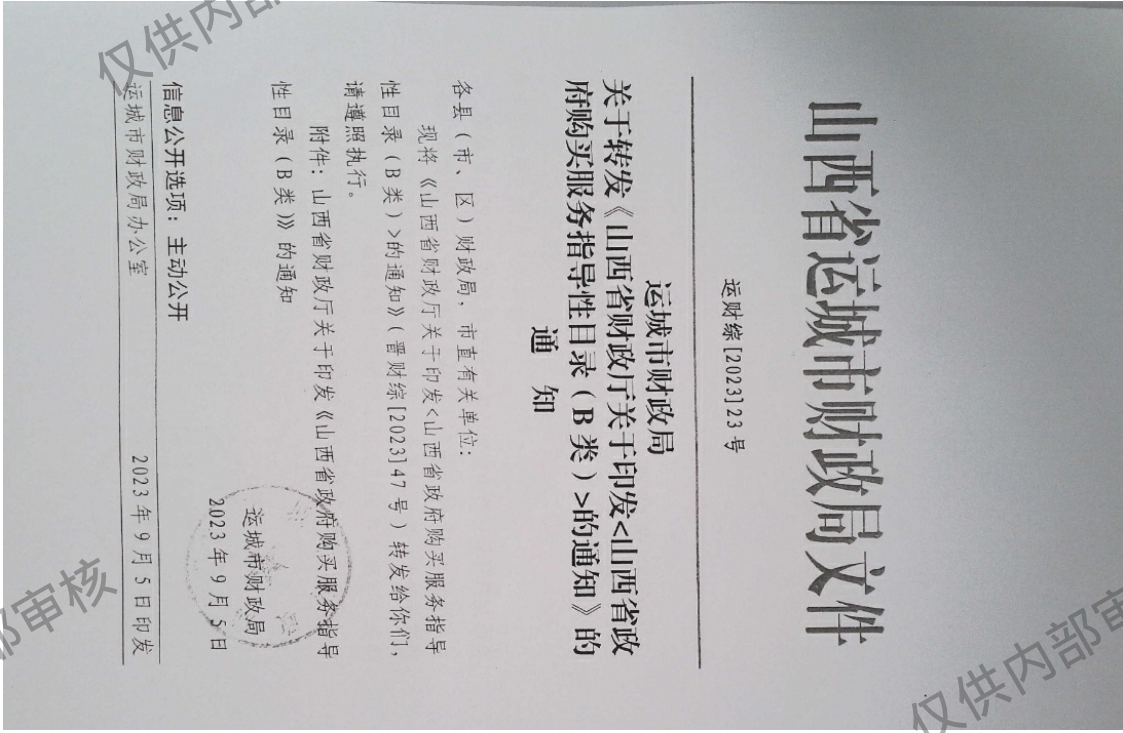 山西省运城市财政局文件
运财综[2023]23号
运城市财政局
关于转发《山西省财政厅关于印发<山西省政
府购买服务指导性目录(B类)>的通知》的
通 知
各县(市、区)财政局,市直有关单位:
现将《山西省财政厅关于印发<山西省政府购买服务指导
性目录(B类)>的通知》(晋财综[2023]47号)转发给你们,
请遵照执行。
附件:山西省财政厅关于印发《山西省政府购买服务指导
性目录(B类)》的通知
运城市财政局
2023年9月5日
信息公开选项:主动公开
运城市财政局办公室 2023年9月5日印发
仅供内部
部审核
仅供内部审